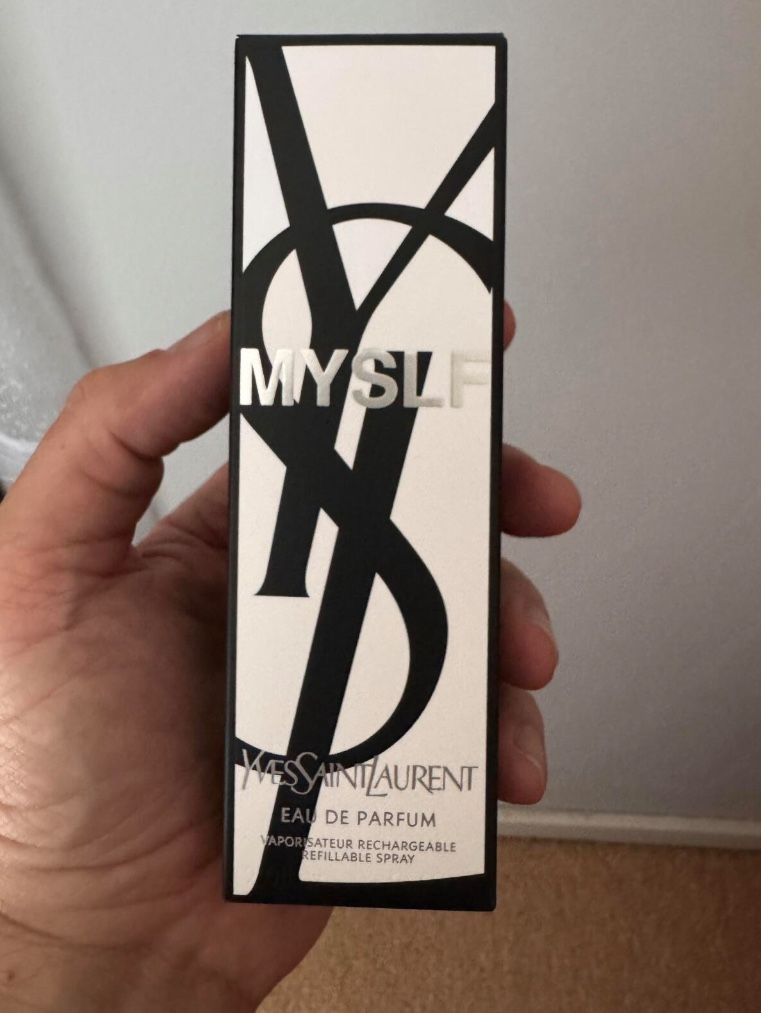 MYSLF
YVESSAINTLAURENT
EAU DE PARFUM
VAPORISATEUR RECHARGEABLE
REFILLABLE SPRAY